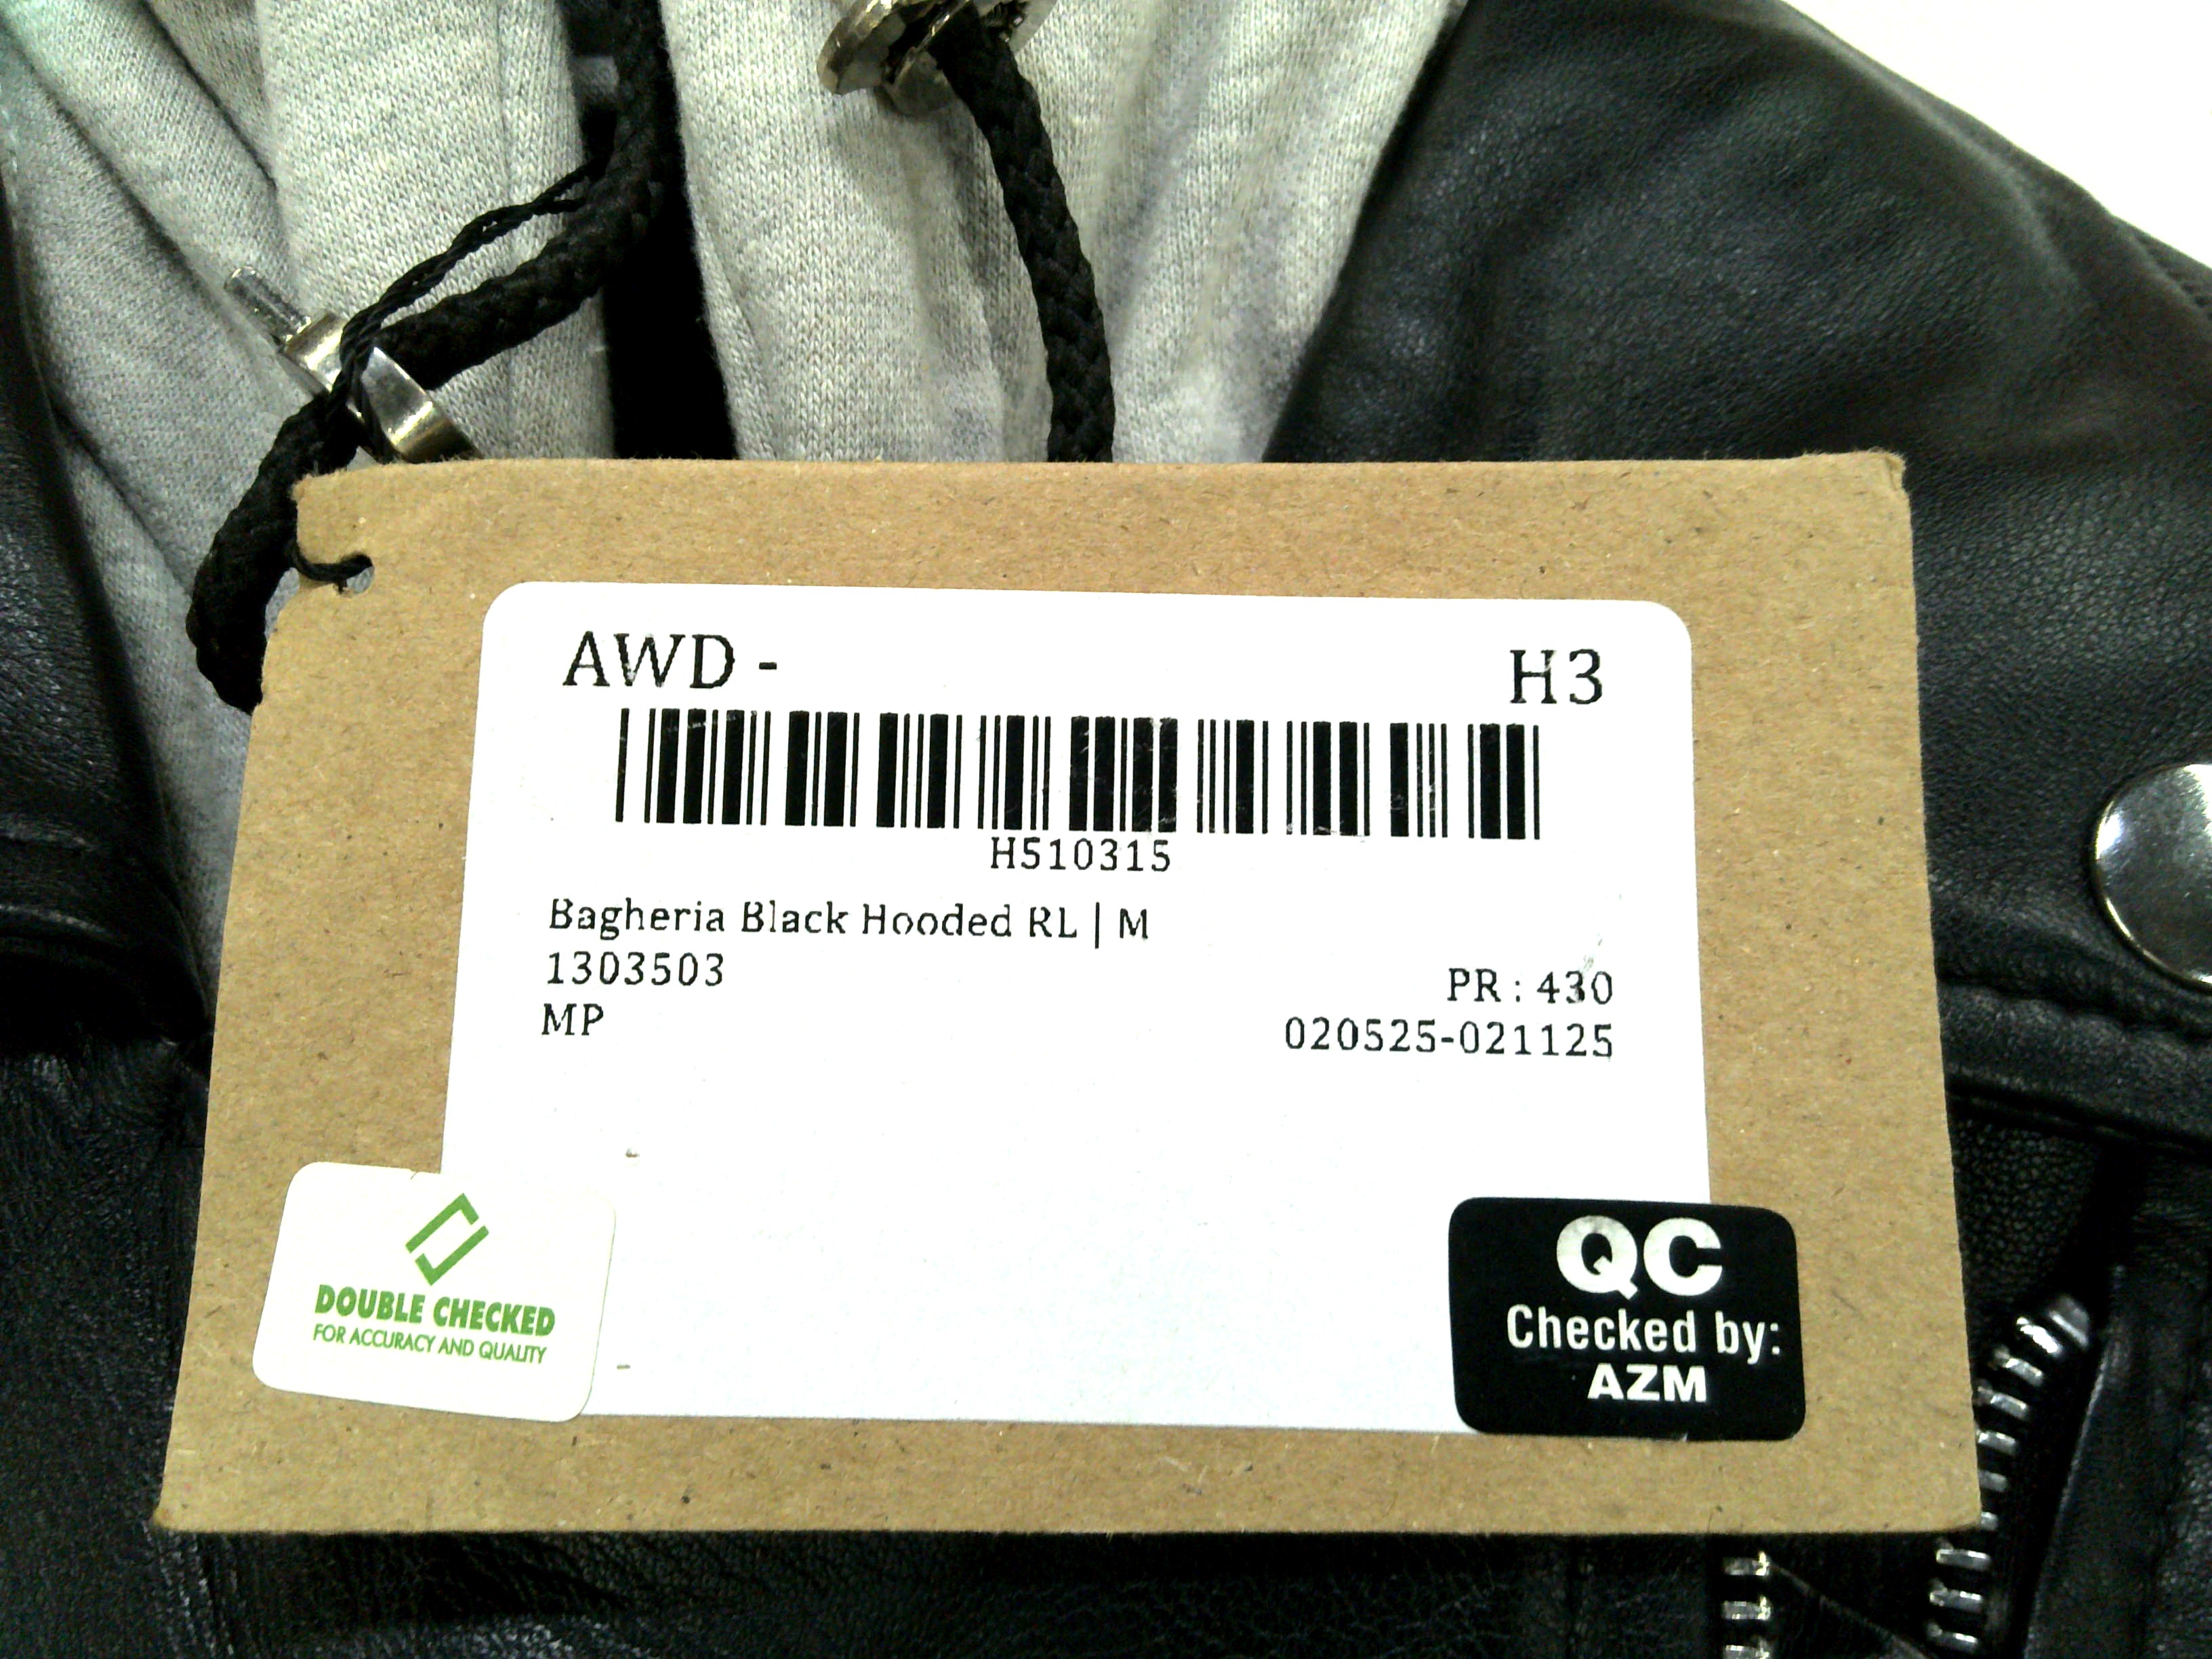 AWD - H3
H510315
Bagheria Black Hooded RL | M
1303503
PR : 430
MP
020525-021125
DOUBLE CHECKED
FOR ACCURACY AND QUALITY
QC
Checked by:
AZM